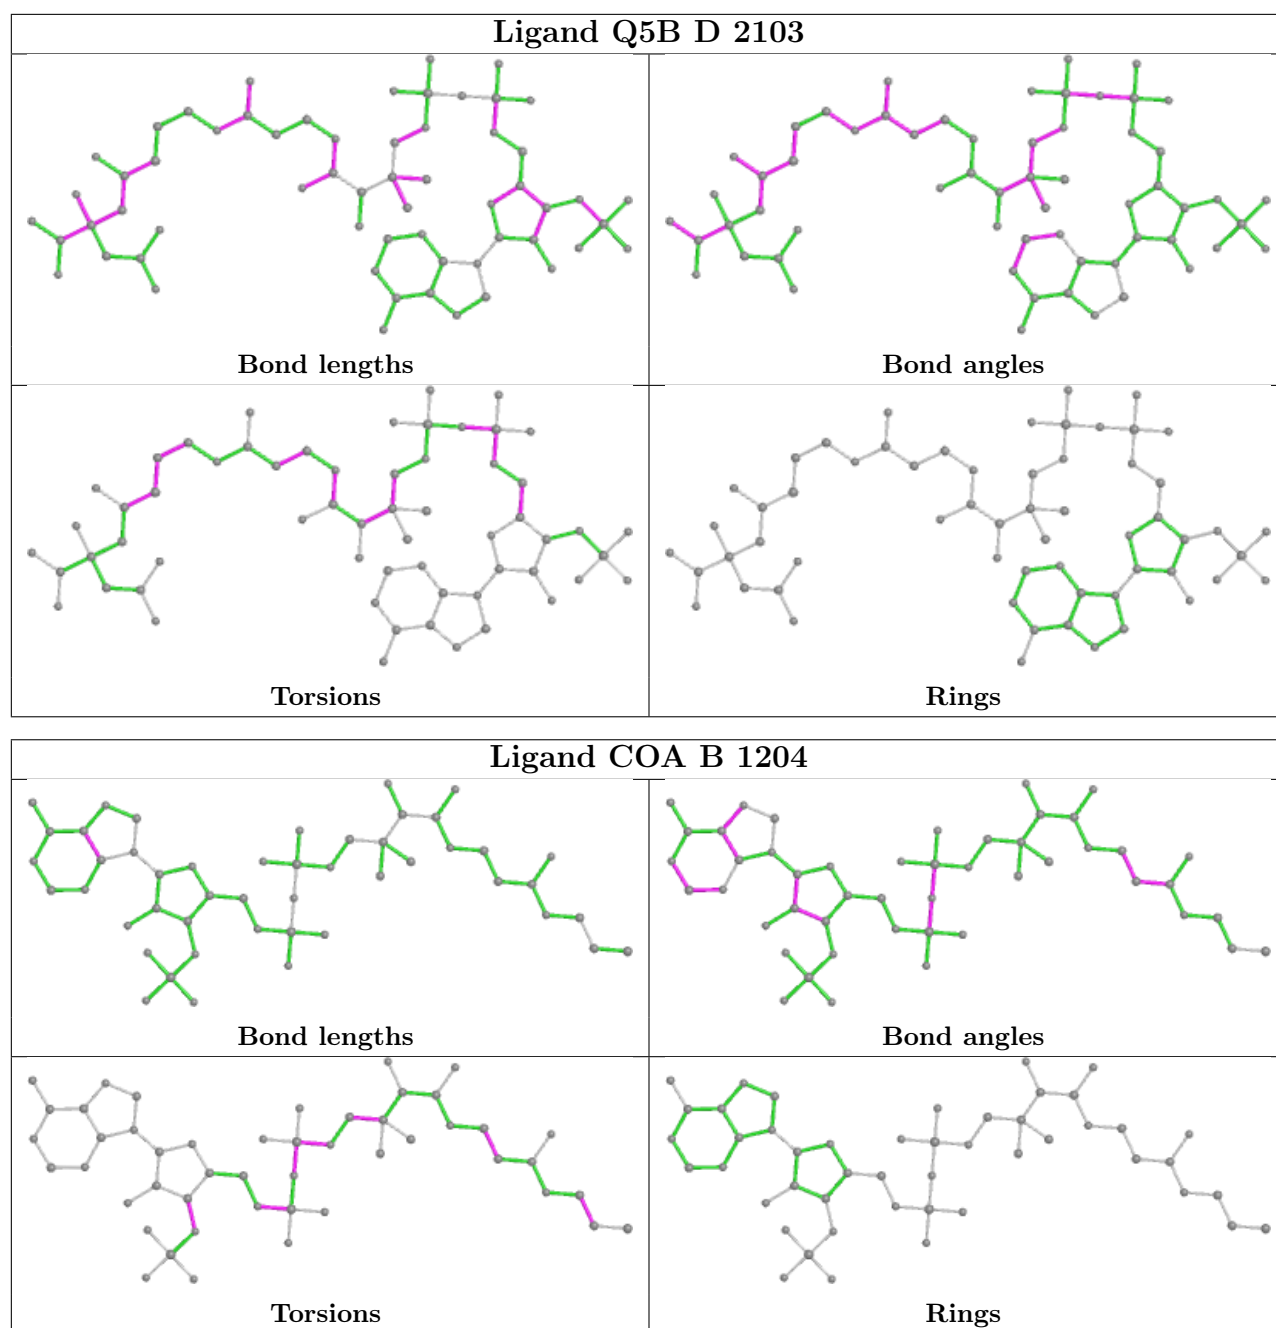 Ligand Q5B D 2103
Bond lengths
Bond angles
Torsions
Rings
Ligand COA B 1204
Bond lengths
Bond angles
Torsions
Rings